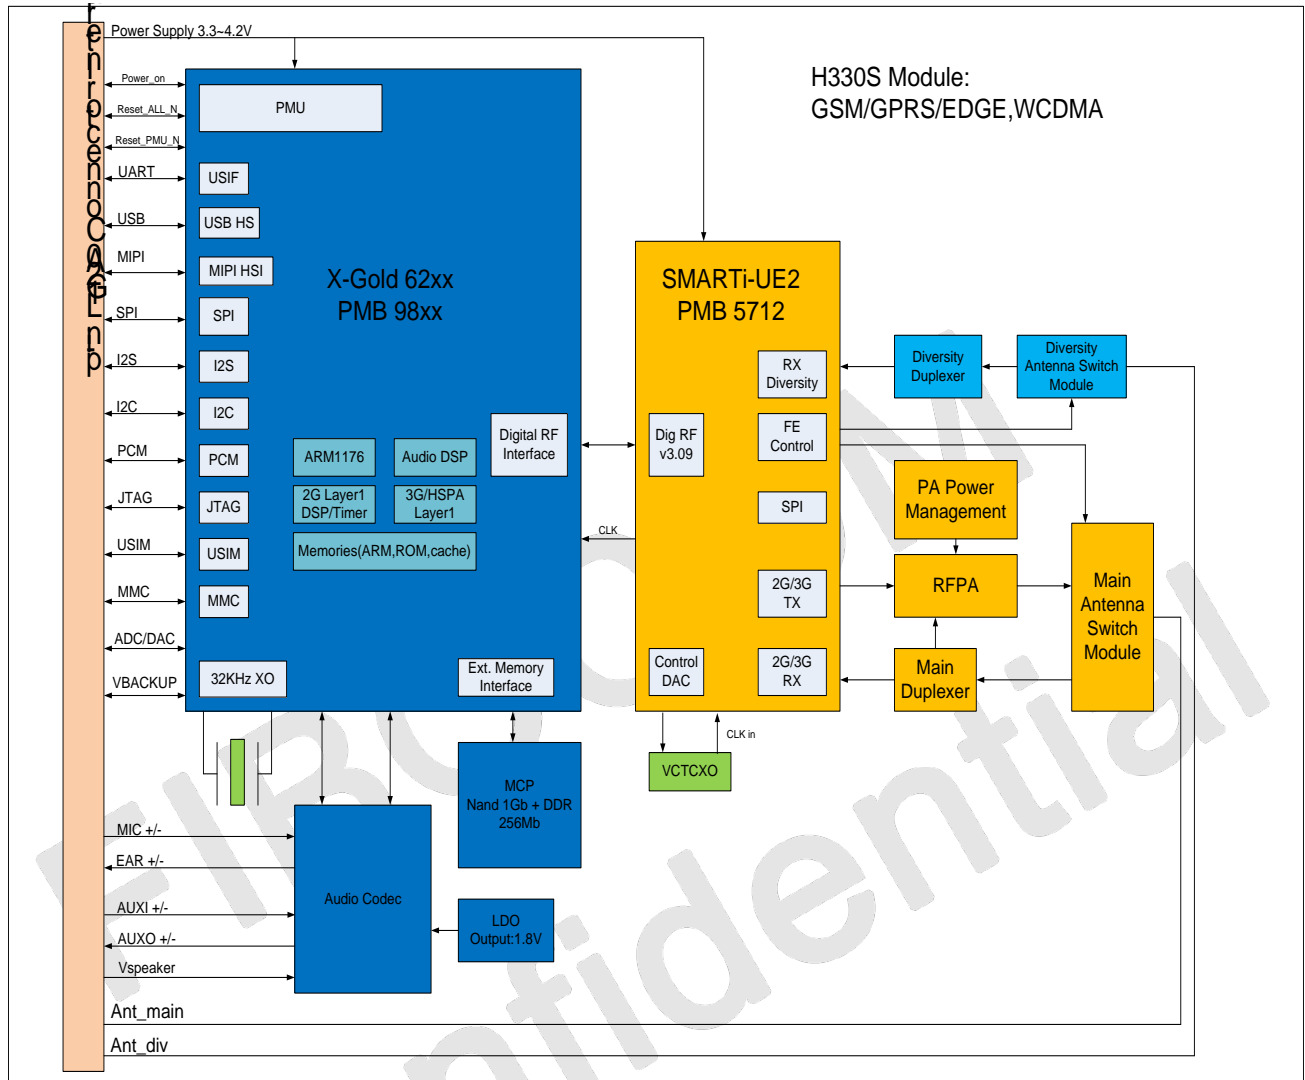 Power Supply 3.3~4.2V
H330S Module:
GSM/GPRS/EDGE,WCDMA
Power_on
Reset_ALL_N
Reset_PMU_N
UART
USB
MIPI
SPI
I2S
I2C
PCM
JTAG
USIM
MMC
ADC/DAC
VBACKUP
PMU
USIF
USB HS
MIPI HSI
SPI
I2S
I2C
PCM
JTAG
USIM
MMC
32KHz XO
X-Gold 62xx
PMB 98xx
ARM1176
Audio DSP
2G Layer1
DSP/Timer
3G/HSPA
Layer1
Memories(ARM,ROM,cache)
Digital RF
Interface
Ext. Memory
Interface
CLK
SMARTi-UE2
PMB 5712
RX
Diversity
FE
Control
Dig RF
v3.09
SPI
2G/3G
TX
2G/3G
RX
Control
DAC
CLK in
VCTCXO
Diversity
Duplexer
Diversity
Antenna Switch
Module
PA Power
Management
RFPA
Main
Duplexer
Main
Antenna
Switch
Module
MCP
Nand 1Gb + DDR
256Mb
LDO
Output:1.8V
Audio Codec
MIC +/-
EAR +/-
AUXI +/-
AUXO +/-
Vspeaker
Ant_main
Ant_div